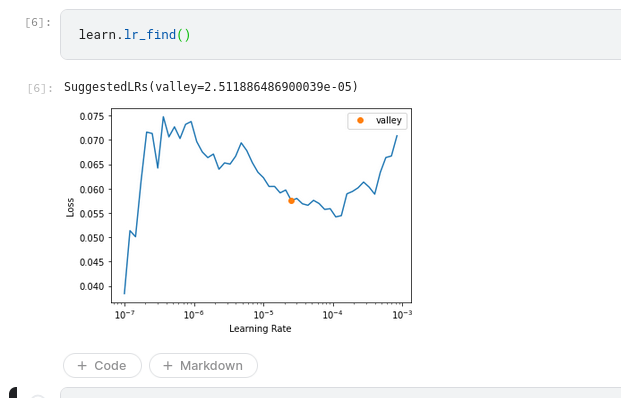 [6]:
learn.lr_find()
[6]:
SuggestedLRs(valley=2.511886486900039e-05)
valley
0.075
0.070
0.065
0.060
0.055
0.050
0.045
0.040
Loss
10⁻⁷ 10⁻⁶ 10⁻⁵ 10⁻⁴ 10⁻³
Learning Rate
+ Code + Markdown